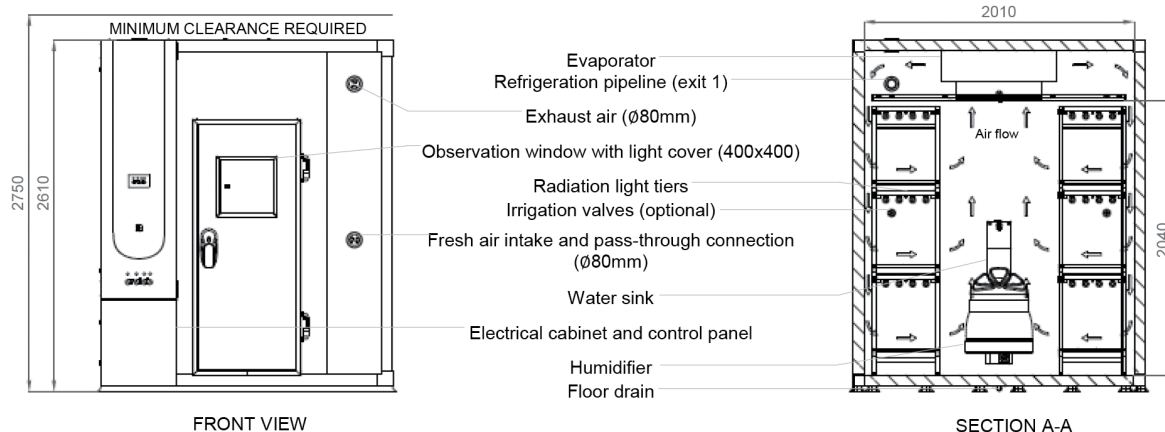 2010
MINIMUM CLEARANCE REQUIRED
2750
2610
Evaporator
Refrigeration pipeline (exit 1)
Exhaust air (Ø80mm)
Observation window with light cover (400x400)
Radiation light tiers
Irrigation valves (optional)
Fresh air intake and pass-through connection
(Ø80mm)
Water sink
Electrical cabinet and control panel
Humidifier
Floor drain
Air flow
2040
FRONT VIEW
SECTION A-A